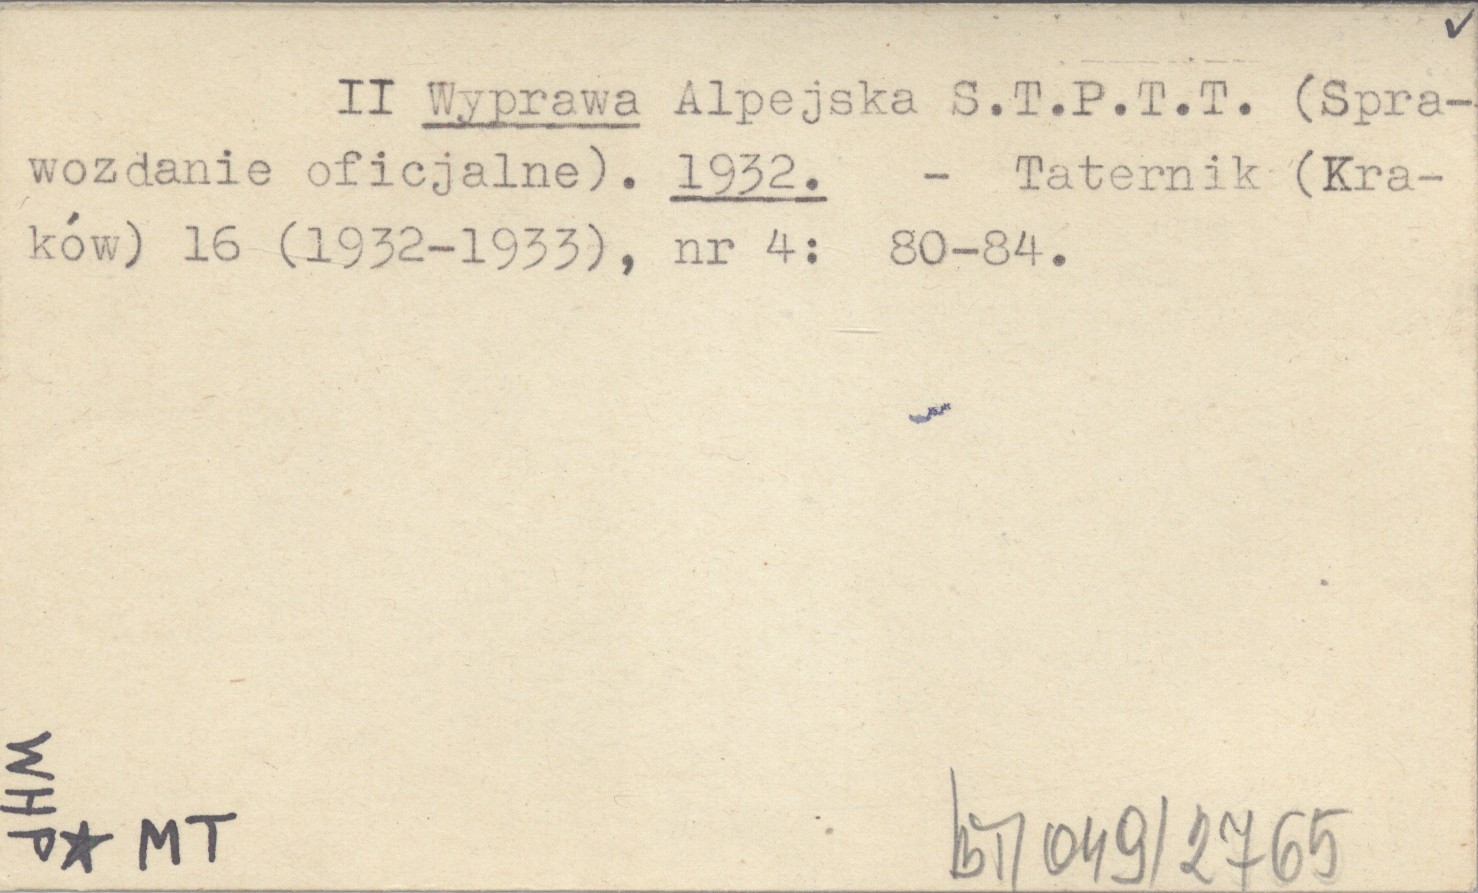 II Wyprawa Alpejska S.T.P.T.T. (Spra-
wozdanie oficjalne). 1932. - Taternik (Kra-
ków) 16 (1932-1933), nr 4: 80-84.
WHP
★ MT
049/2765